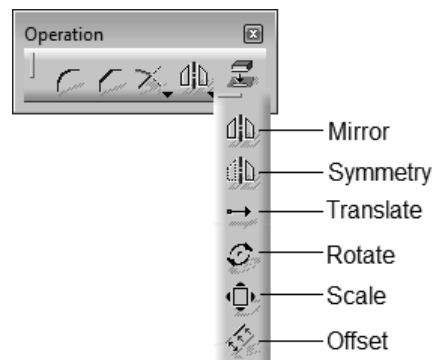 Operation
Mirror
Symmetry
Translate
Rotate
Scale
Offset